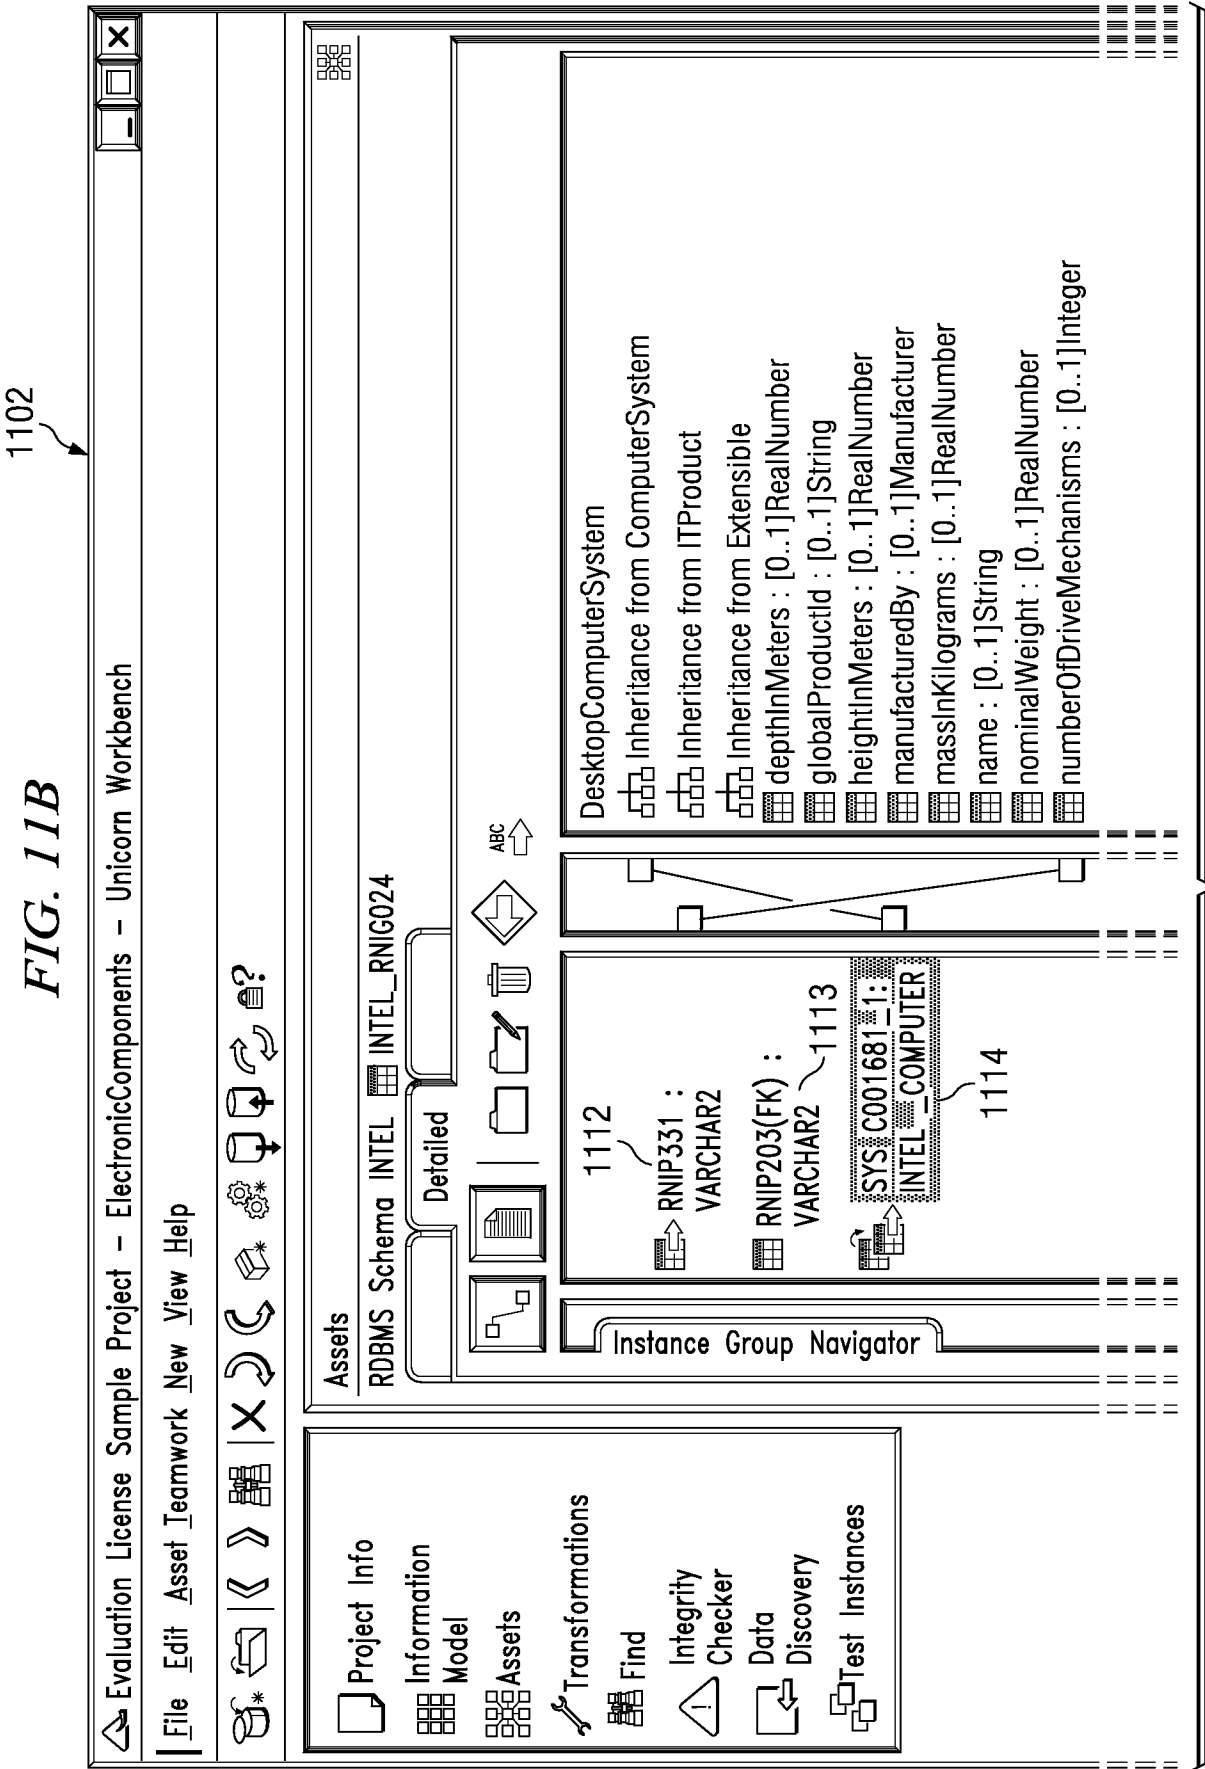 FIG. 11B
1102
Evaluation License Sample Project – ElectronicComponents – Unicorn Workbench
File Edit Asset Teamwork New View Help
Project Info
Information
Model
Assets
Transformations
Find
Integrity
Checker
Data
Discovery
Test Instances
Assets
RDBMS Schema INTEL INTEL_RNIG024
Detailed
ABC
Instance Group Navigator
1112
RNIP331 :
VARCHAR2
RNIP203(FK) :
VARCHAR2
1113
SYS C001681_1:
INTEL_COMPUTER
1114
DesktopComputerSystem
Inheritance from ComputerSystem
Inheritance from ITProduct
Inheritance from Extensible
depthInMeters : [0..1]RealNumber
globalProductId : [0..1]String
heightInMeters : [0..1]RealNumber
manufacturedBy : [0..1]Manufacturer
massInKilograms : [0..1]RealNumber
name : [0..1]String
nominalWeight : [0..1]RealNumber
numberOfDriveMechanisms : [0..1]Integer